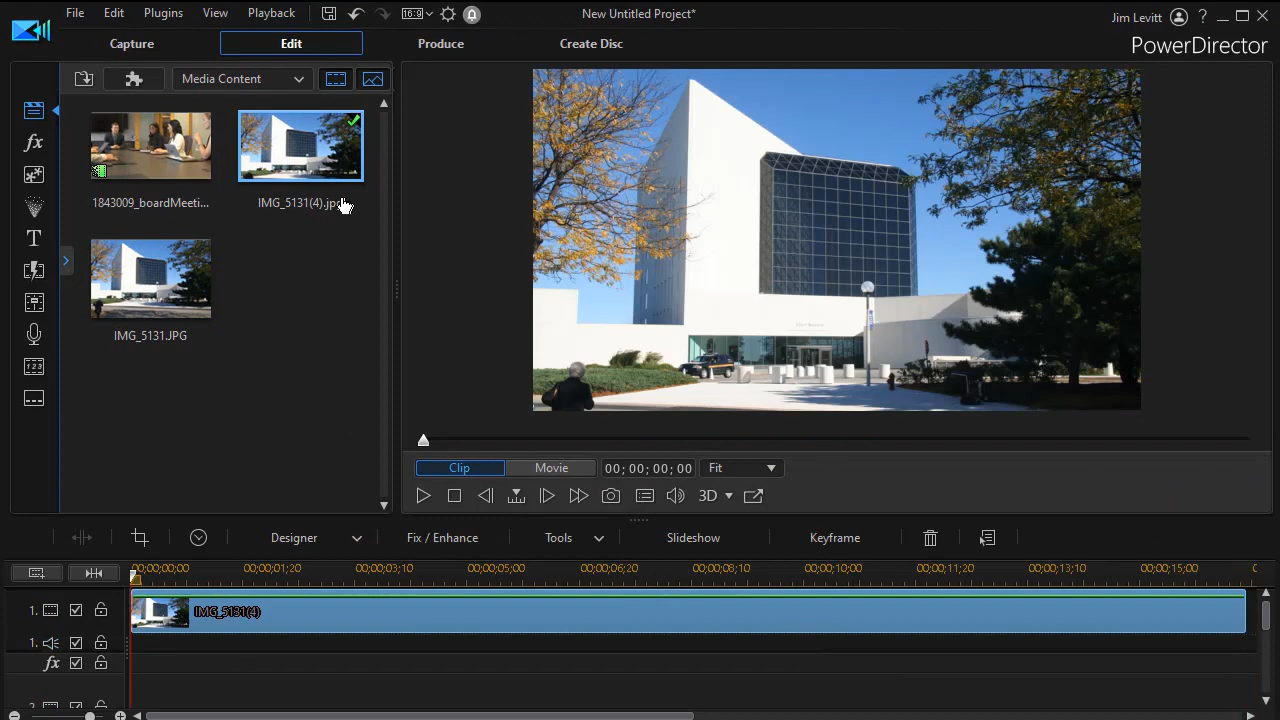 File Edit Plugins View Playback 16:9 New Untitled Project* Jim Levitt ?
Capture Edit Produce Create Disc PowerDirector
Media Content
1843009_boardMeeti... IMG_5131(4).jp
IMG_5131.JPG
fx
T
Clip Movie 00; 00; 00; 00 Fit
3D
Designer Fix / Enhance Tools Slideshow Keyframe
00;00;00;00 00;00;01;20 00;00;03;10 00;00;05;00 00;00;06;20 00;00;08;10 00;00;10;00 00;00;11;20 00;00;13;10 00;00;15;00
1. IMG_5131(4)
1.
fx
2.